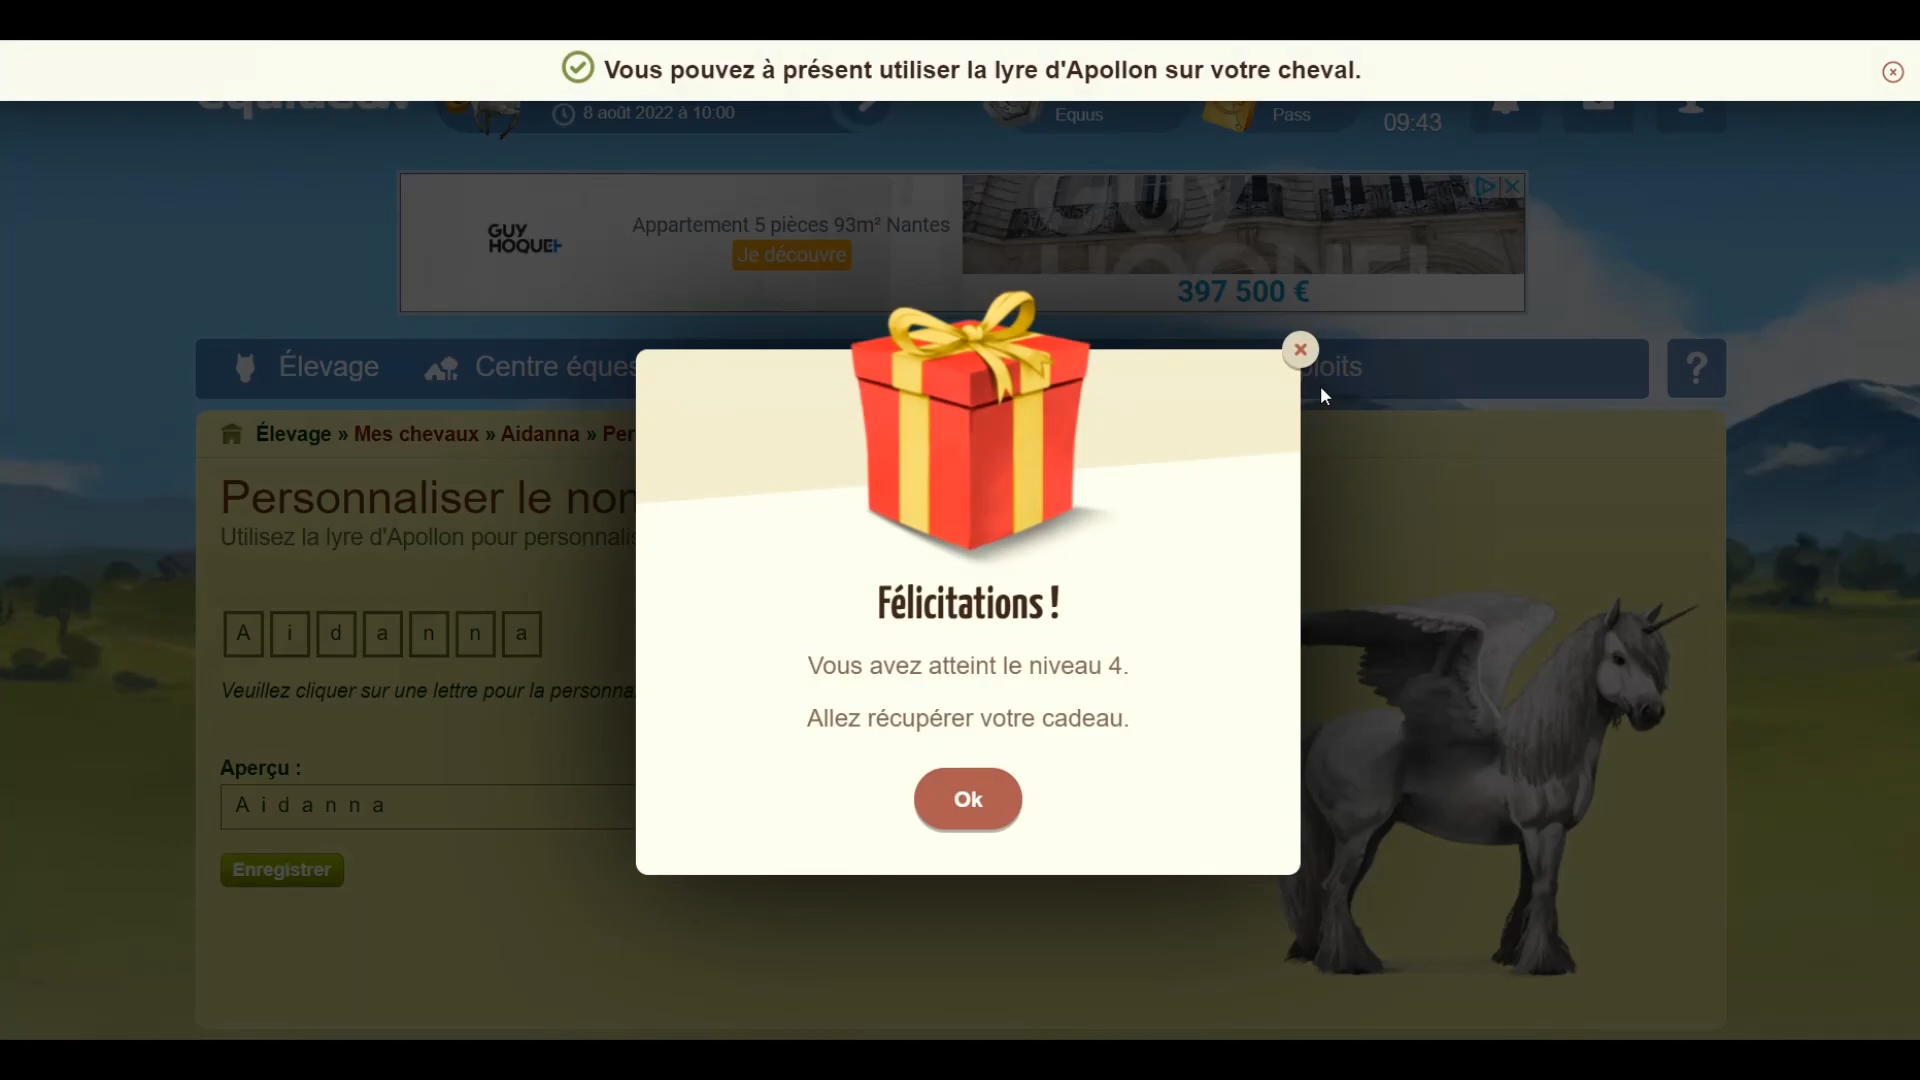 Vous pouvez à présent utiliser la lyre d'Apollon sur votre cheval.
8 août 2022 à 10:00
Equus
Pass
09:43
GUY
HOQUET
Appartement 5 pièces 93m² Nantes
Je découvre
397 500 €
Élevage
Centre éques
ploits
?
Élevage » Mes chevaux » Aidanna » Per
Personnaliser le nom
Utilisez la lyre d'Apollon pour personnalis
A i d a n n a
Veuillez cliquer sur une lettre pour la personna
Aperçu :
A i d a n n a
Enregistrer
Félicitations !
Vous avez atteint le niveau 4.
Allez récupérer votre cadeau.
Ok